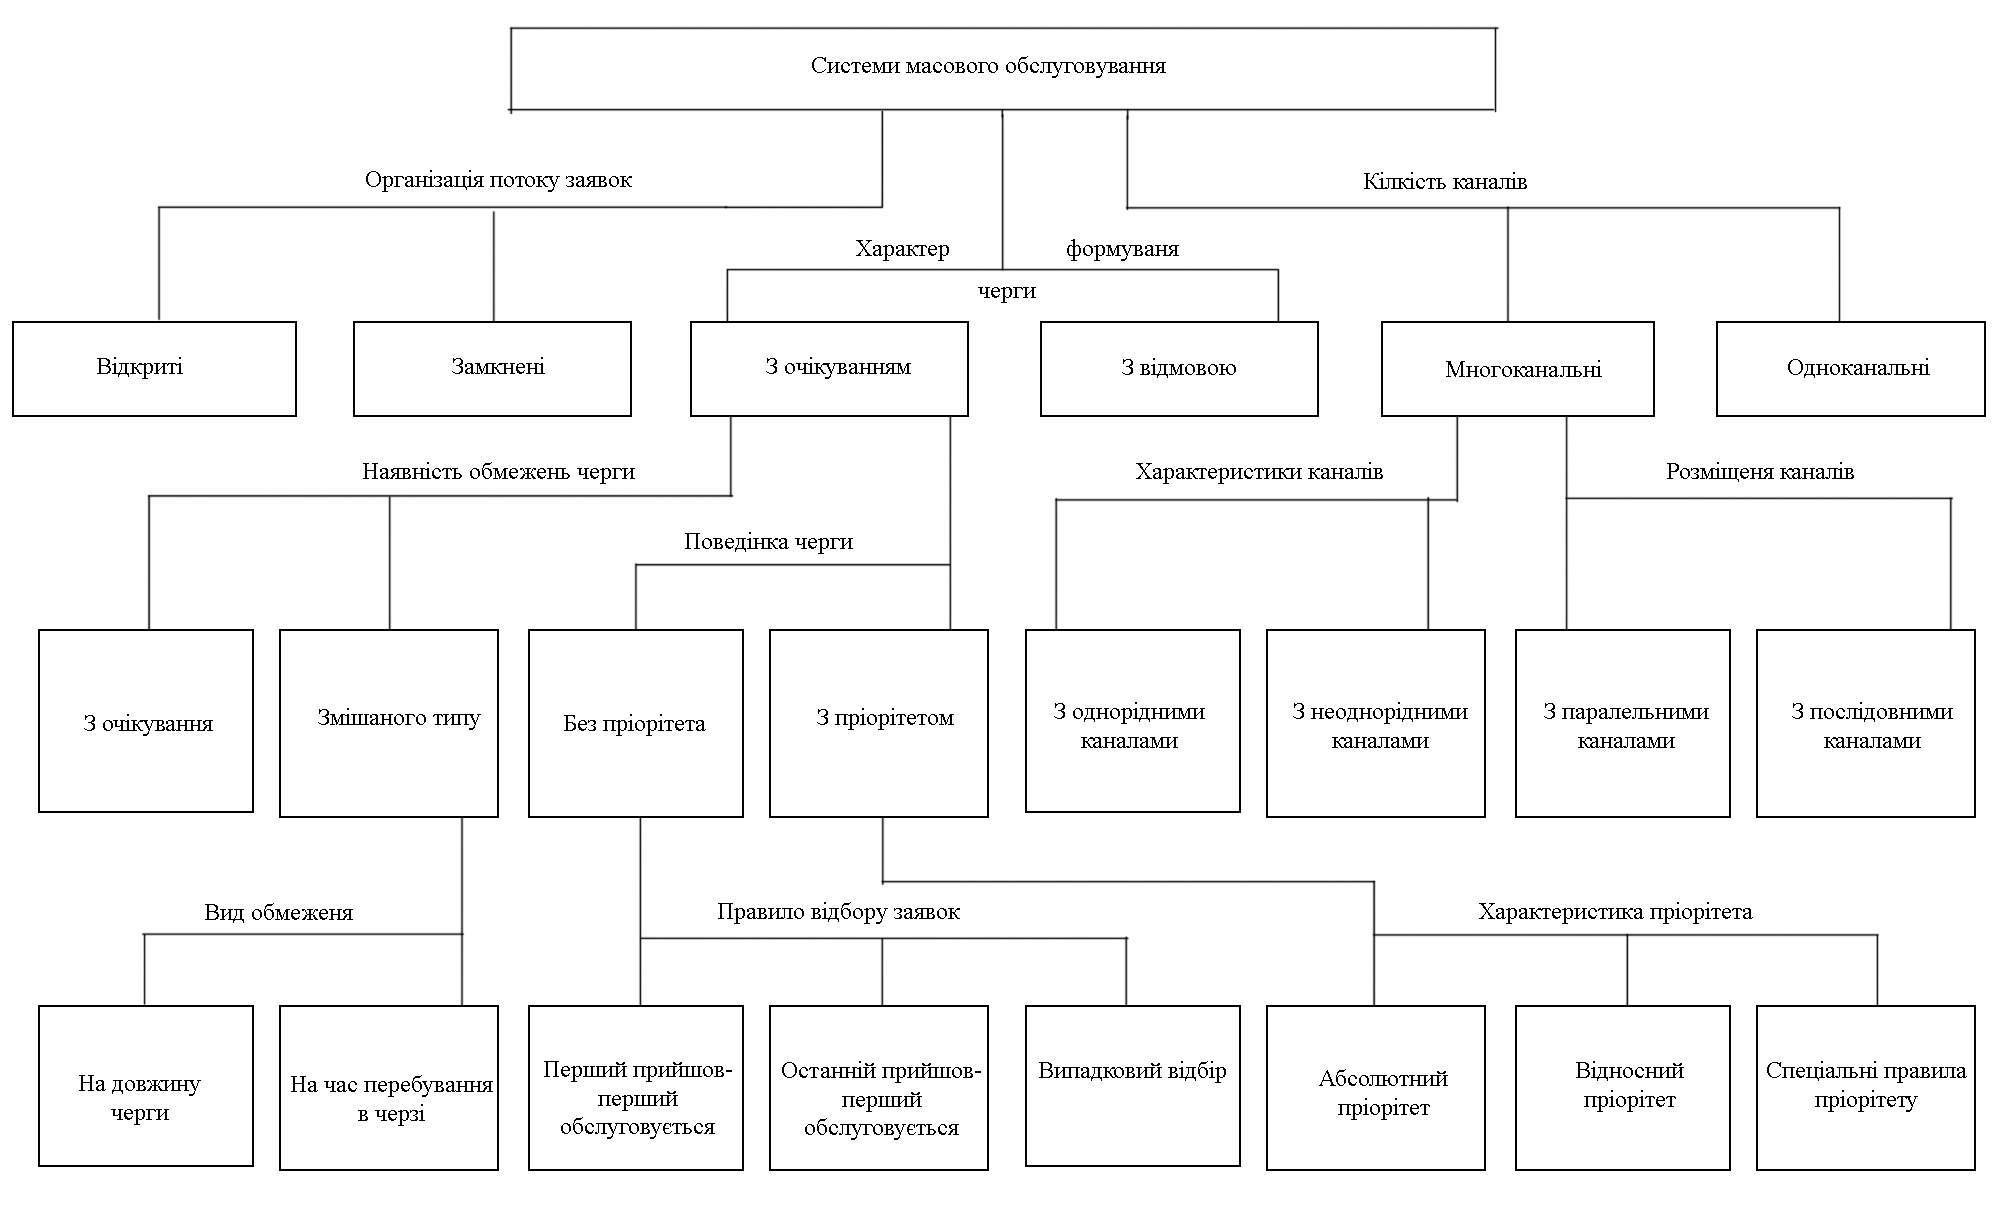 Системи масового обслуговування
Організація потоку заявок
Кілкість каналів
Характер формуваня
черги
Відкриті
Замкнені
З очікуванням
З відмовою
Многоканальні
Одноканальні
Наявність обмежень черги
Характеристики каналів
Розміщеня каналів
Поведінка черги
З очікування
Змішаного типу
Без пріорітета
З пріорітетом
З однорідними
каналами
З неоднорідними
каналами
З паралельними
каналами
З послідовними
каналами
Вид обмеженя
Правило відбору заявок
Характеристика пріорітета
На довжину
черги
На час перебування
в черзі
Перший прийшов-
перший
обслуговується
Останній прийшов-
перший
обслуговується
Випадковий відбір
Абсолютний
пріорітет
Відносний
пріорітет
Спеціальні правила
пріорітету